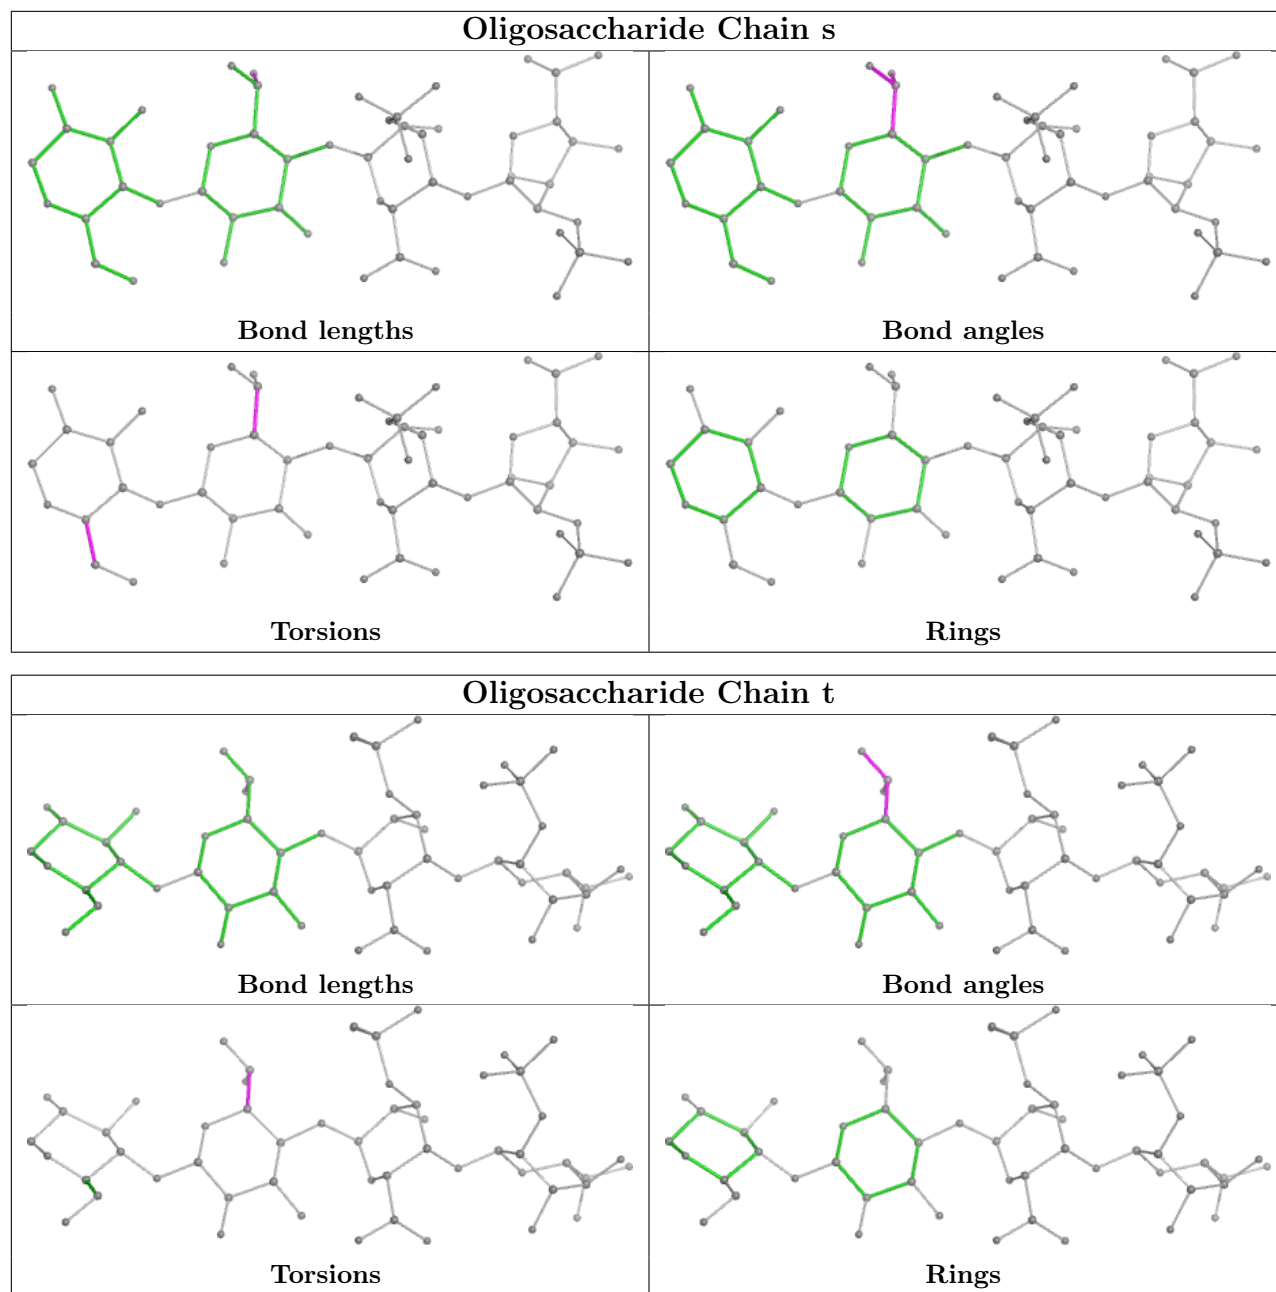 Oligosaccharide Chain s
Bond lengths
Bond angles
Torsions
Rings
Oligosaccharide Chain t
Bond lengths
Bond angles
Torsions
Rings